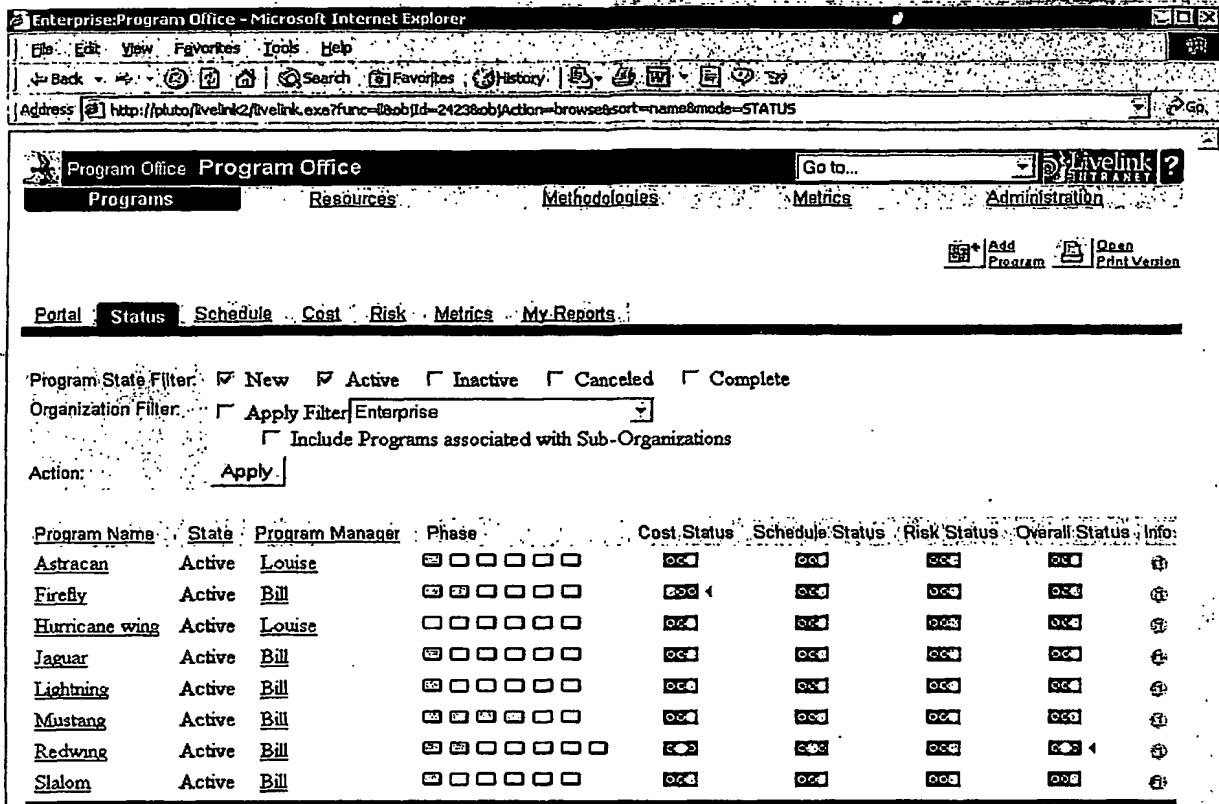 Enterprise:Program Office - Microsoft Internet Explorer
File Edit View Favorites Tools Help
Back Search Favorites History
Address http://pluto/livelink2/livelink.exe?func=ll&objId=2423&objAction=browse&sort=name&mode=STATUS Go
Program Office Program Office Go to... Livelink INTRANET ?
Programs Resources Methodologies Metrics Administration
Add Program Open Print Version
Portal Status Schedule Cost Risk Metrics My Reports
Program State Filter: New Active Inactive Canceled Complete
Organization Filter: Apply Filter Enterprise
Include Programs associated with Sub-Organizations
Action: Apply
Program Name State Program Manager Phase Cost Status Schedule Status Risk Status Overall Status Info
Astracan Active Louise
Firefly Active Bill
Hurricane wing Active Louise
Jaguar Active Bill
Lightning Active Bill
Mustang Active Bill
Redwing Active Bill
Slalom Active Bill